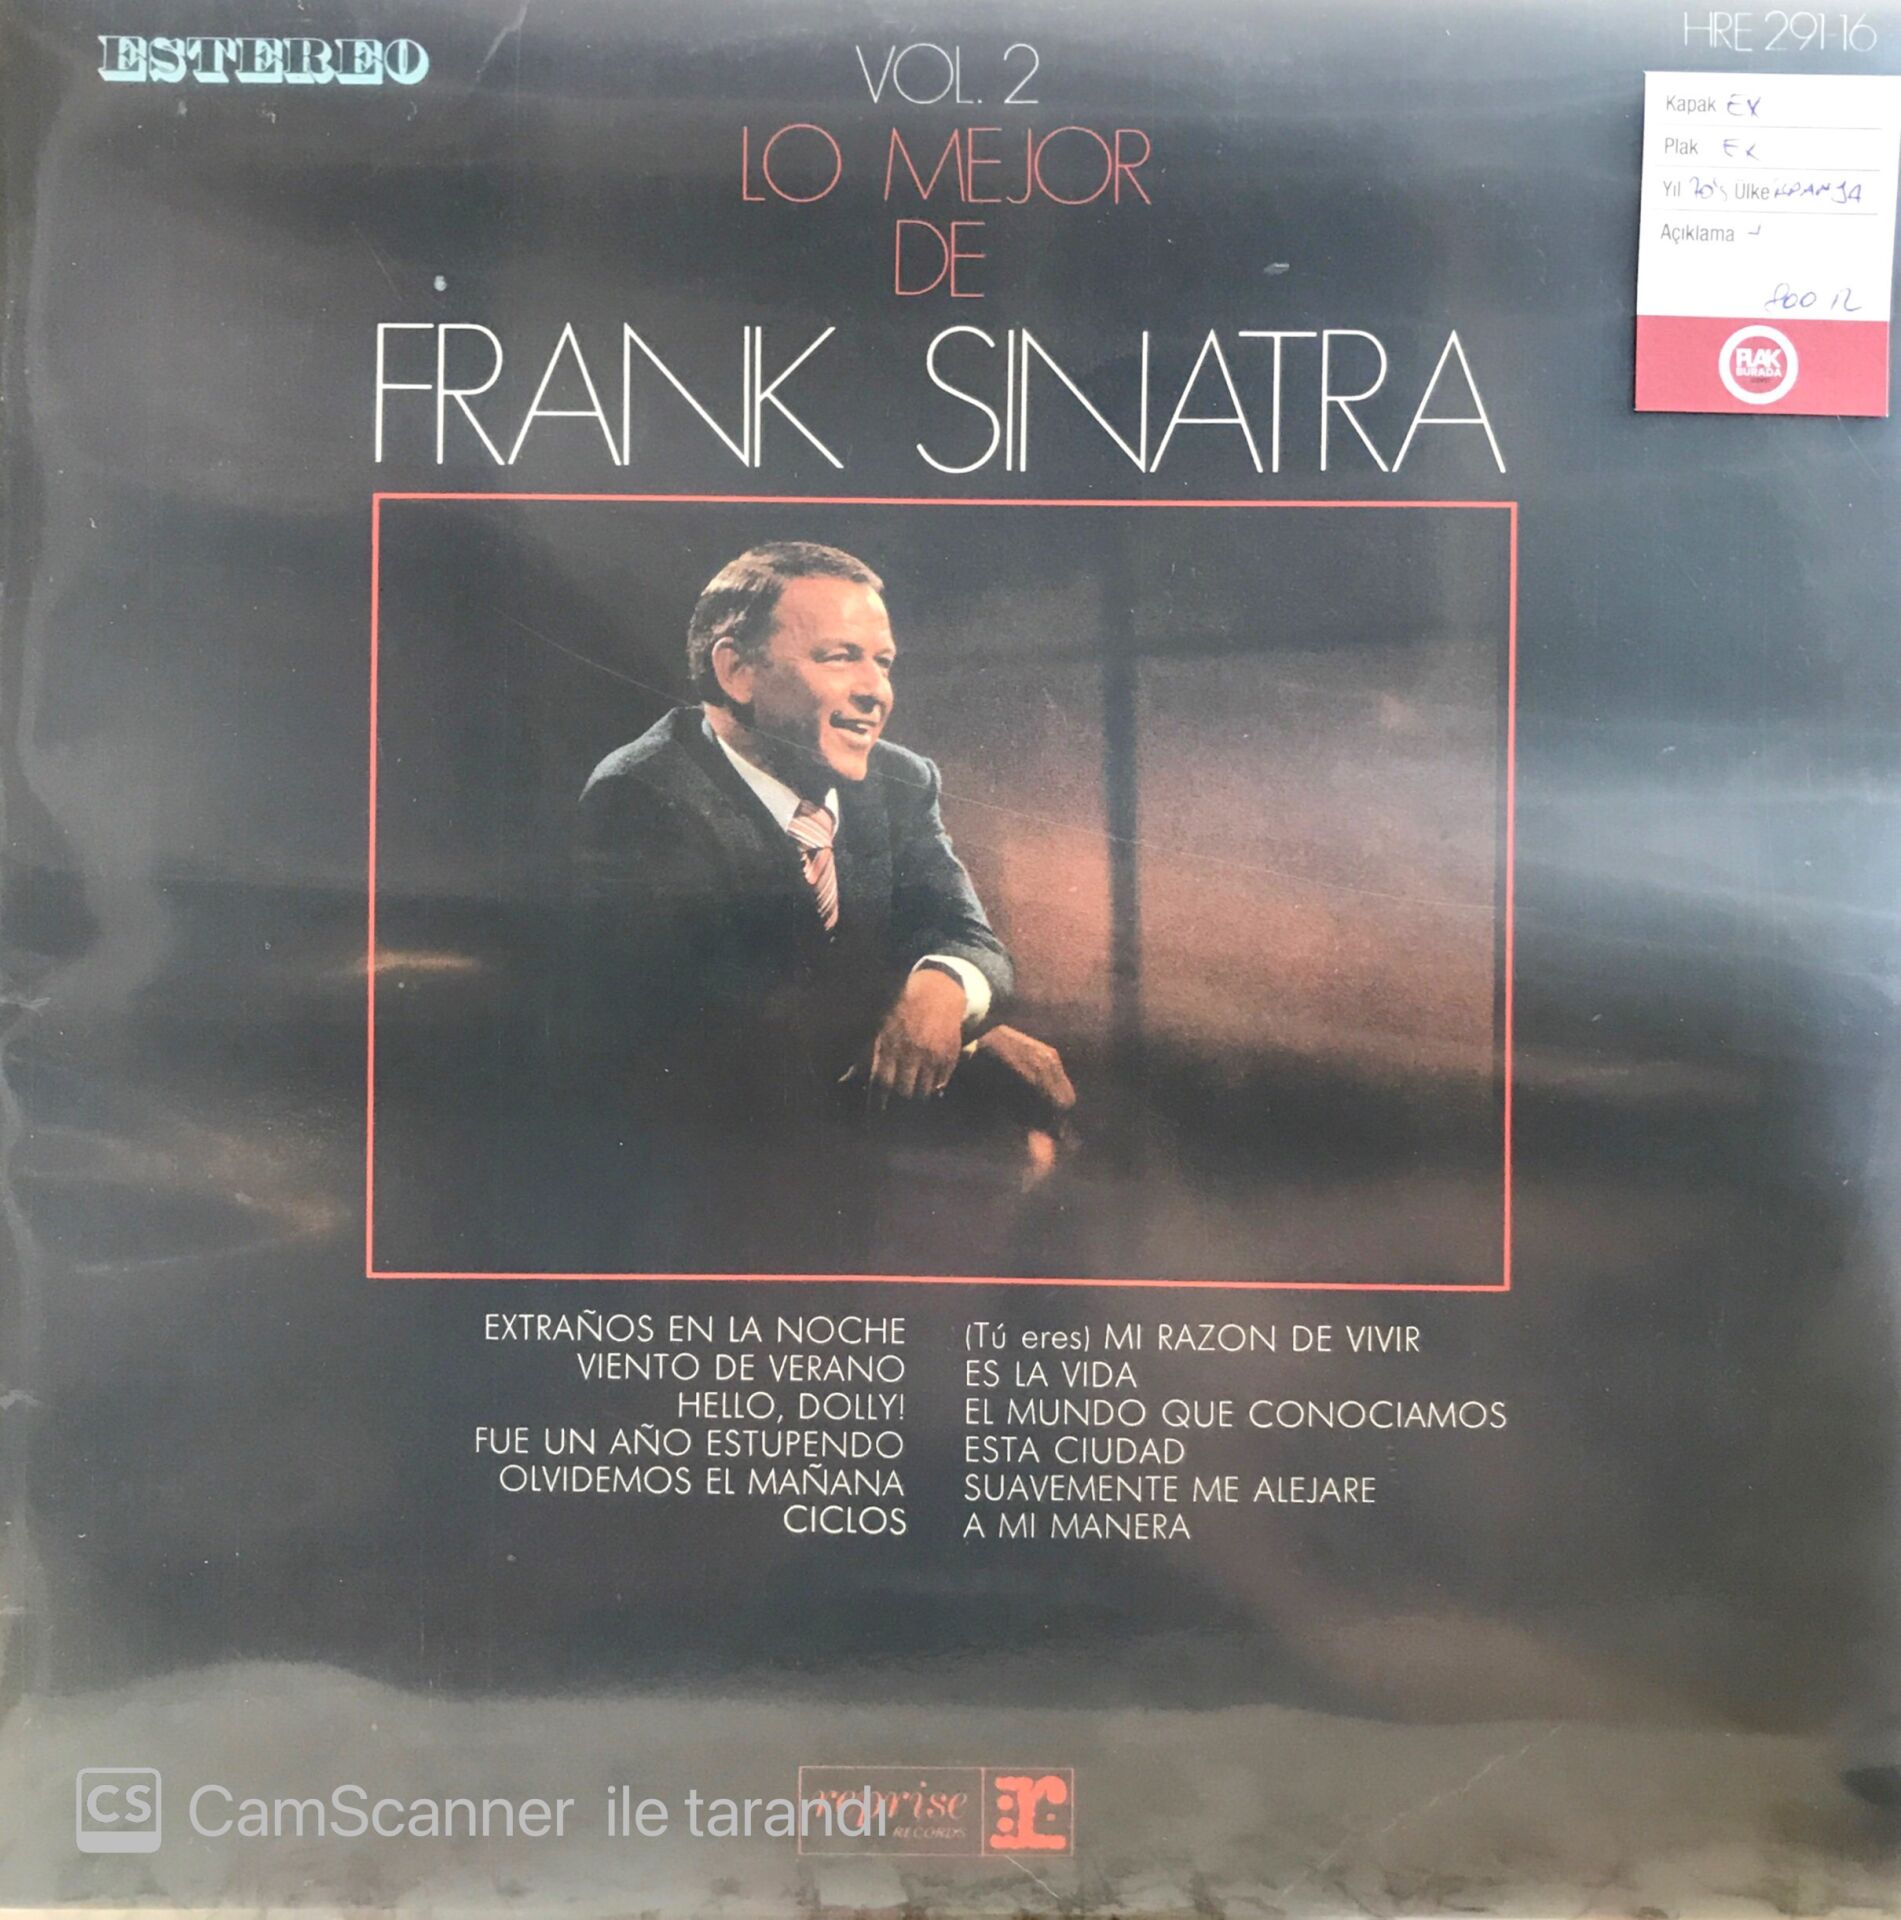 ESTEREO
VOL. 2
HRE 291-16
LO MEJOR
DE
FRANK SINATRA
Kapak EX
Plak EX
Yıl 70's Ülke
Açıklama
PLAK
BURADA
EXTRAÑOS EN LA NOCHE
VIENTO DE VERANO
HELLO, DOLLY!
FUE UN AÑO ESTUPENDO
OLVIDEMOS EL MAÑANA
CICLOS
(Tú eres) MI RAZON DE VIVIR
ES LA VIDA
EL MUNDO QUE CONOCIAMOS
ESTA CIUDAD
SUAVEMENTE ME ALEJARE
A MI MANERA
reprise
RECORDS
r:
CS CamScanner ile tarandı